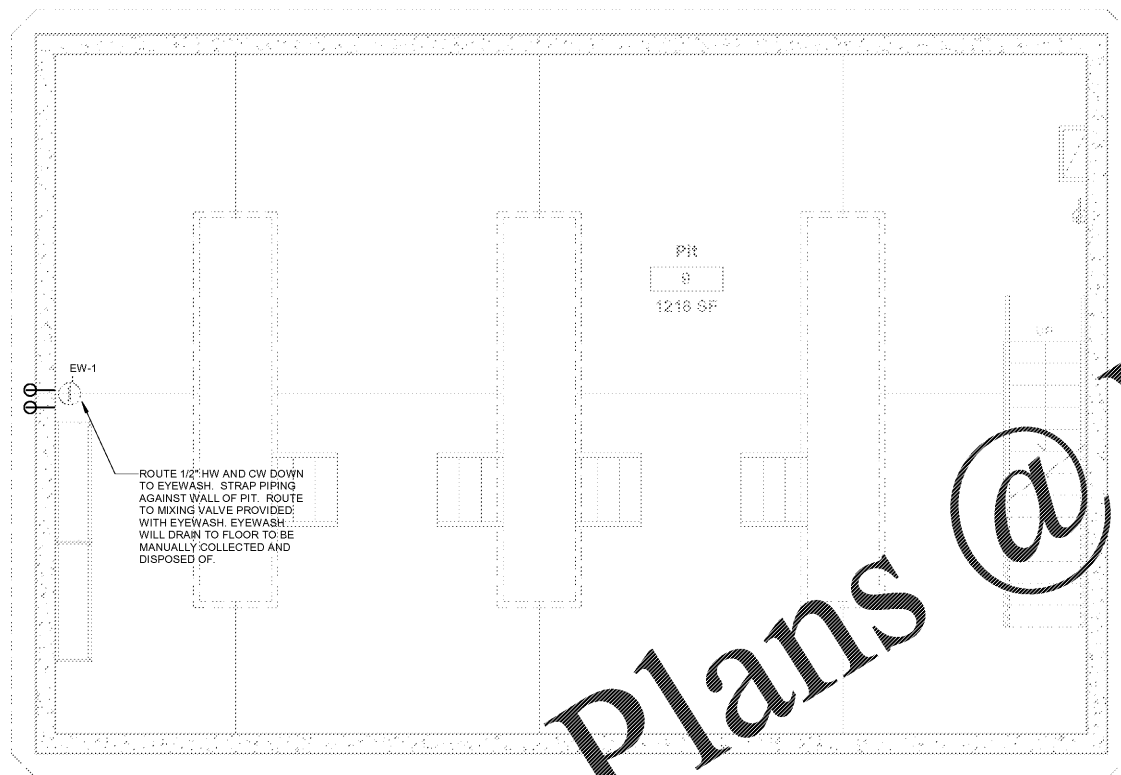 Pit
9
1216 SF
UP
EW-1
ROUTE 1/2" HW AND CW DOWN
TO EYEWASH. STRAP PIPING
AGAINST WALL OF PIT. ROUTE
TO MIXING VALVE PROVIDED
WITH EYEWASH. EYEWASH
WILL DRAIN TO FLOOR TO BE
MANUALLY COLLECTED AND
DISPOSED OF.
Plans @